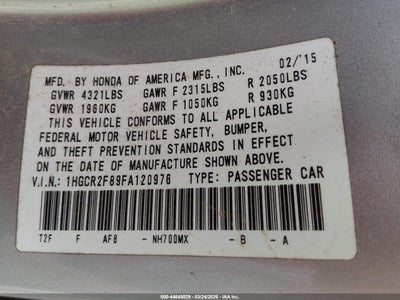 MFD. BY HONDA OF AMERICA MFG., INC. 02/'15
GVWR 4321LBS GAWR F 2315LBS R 2050LBS
GVWR 1960KG GAWR F 1050KG R 930KG
THIS VEHICLE CONFORMS TO ALL APPLICABLE
FEDERAL MOTOR VEHICLE SAFETY, BUMPER,
AND THEFT PREVENTION STANDARDS IN EFFECT
ON THE DATE OF MANUFACTURE SHOWN ABOVE.
V.I.N.: 1HGCR2F69FA120976 TYPE: PASSENGER CAR
T2F F AF8 -NH700MX -B -A
000-44645029 - 03/24/2026 - IAA Inc.